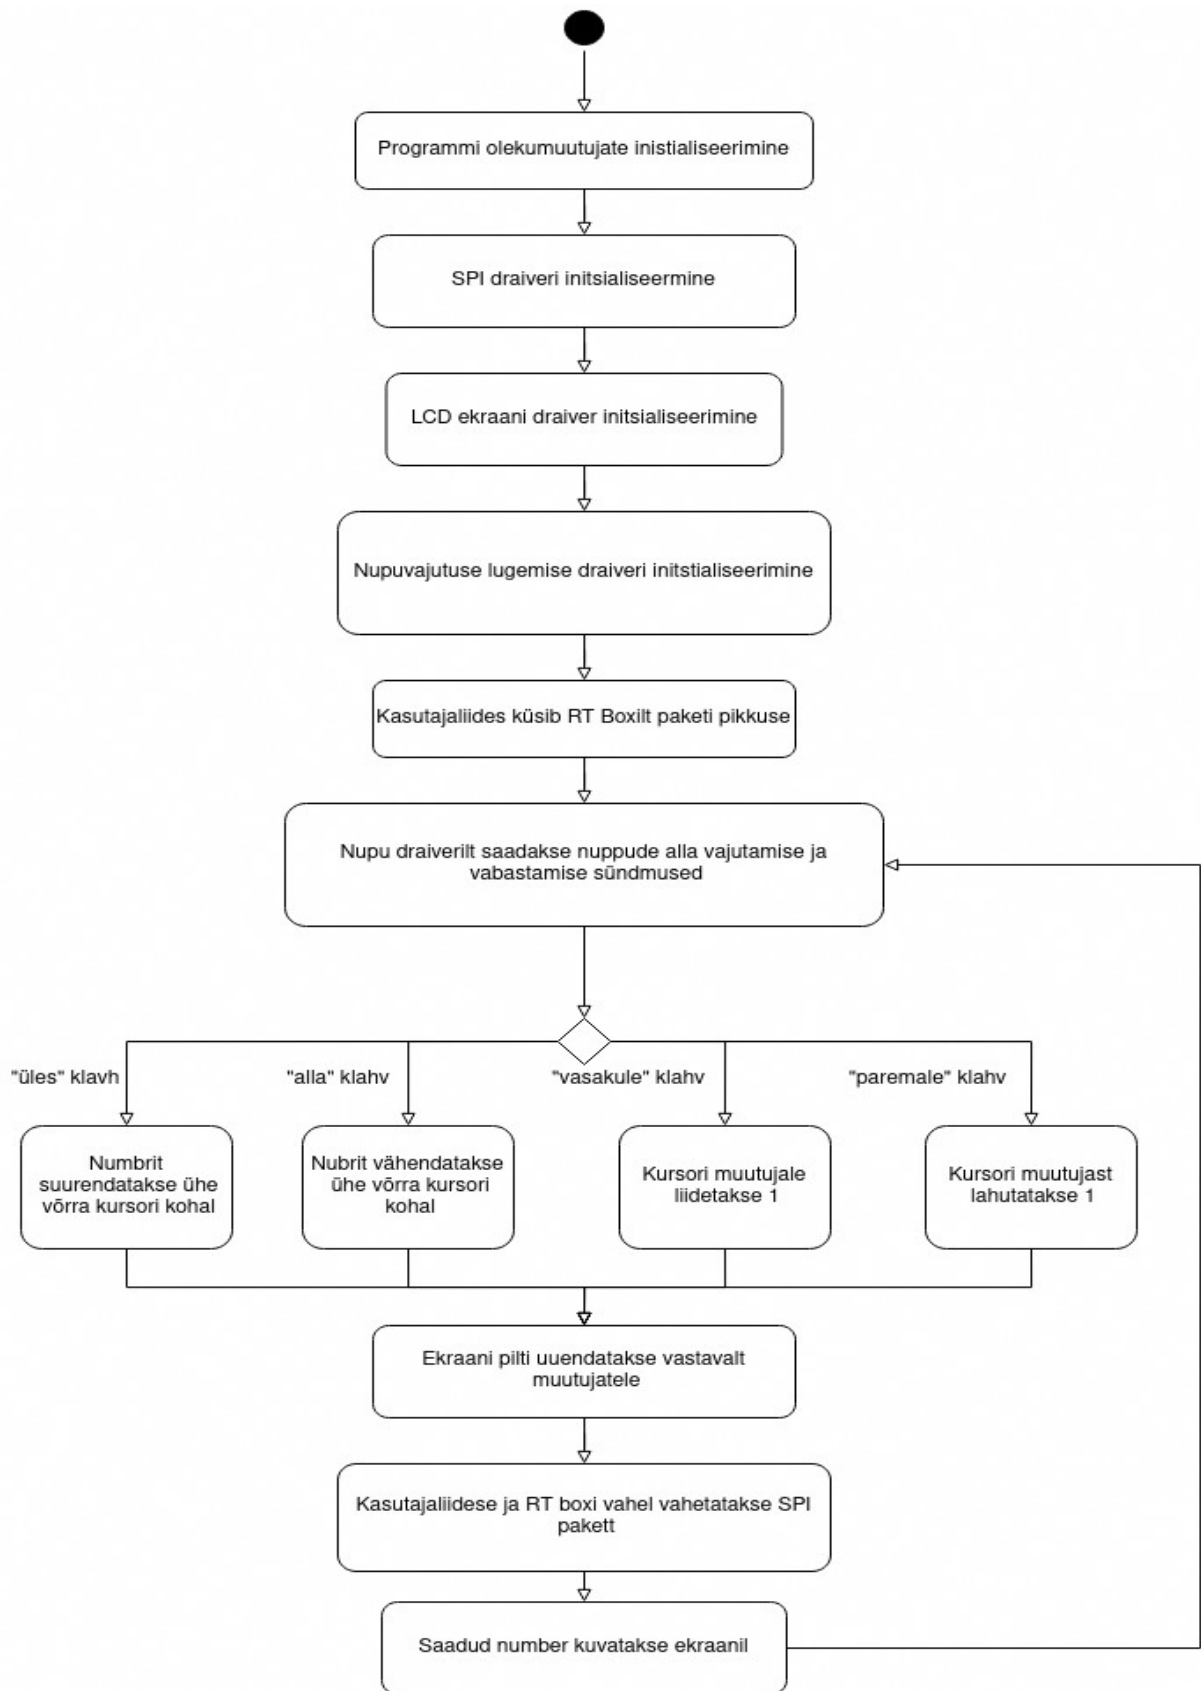 Programmi olekumuutujate inistialiseerimine
SPI draiveri initsialiseermine
LCD ekraani draiver initsialiseerimine
Nupuvajutuse lugemise draiveri initstialiseerimine
Kasutajaliides küsib RT Boxilt paketi pikkuse
Nupu draiverilt saadakse nuppude alla vajutamise ja
vabastamise sündmused
"üles" klavh
"alla" klahv
"vasakule" klahv
"paremale" klahv
Numbrit
suurendatakse ühe
võrra kursori kohal
Nubrit vähendatakse
ühe võrra kursori
kohal
Kursori muutujale
liidetakse 1
Kursori muutujast
lahutatakse 1
Ekraani pilti uuendatakse vastavalt
muutujatele
Kasutajaliidese ja RT boxi vahel vahetatakse SPI
pakett
Saadud number kuvatakse ekraanil